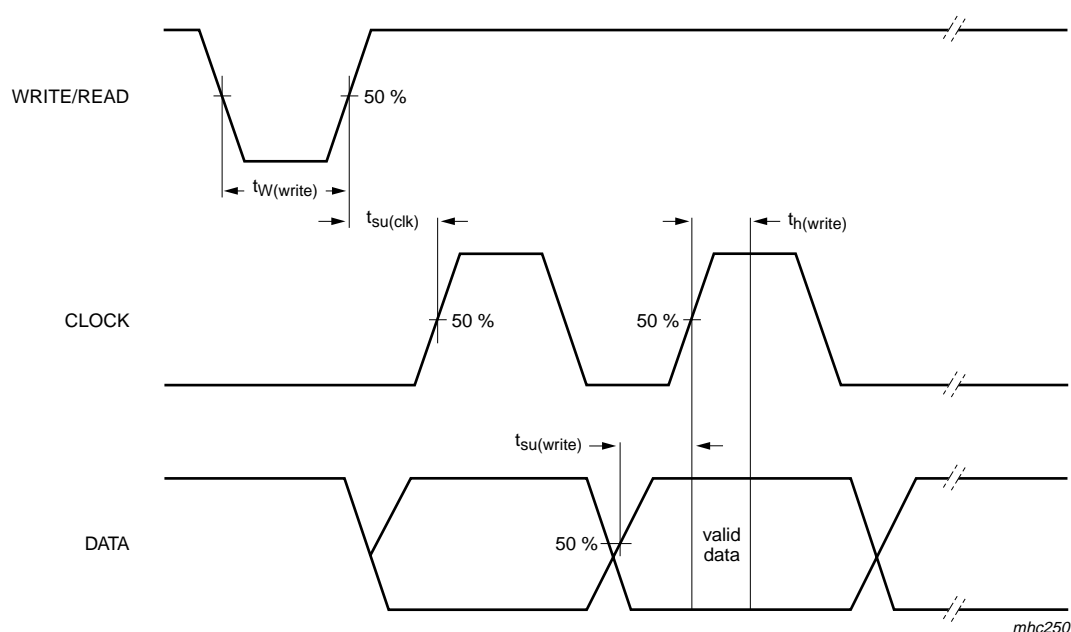 WRITE/READ
50 %
tW(write)
tsu(clk)
th(write)
CLOCK
50 %
50 %
tsu(write)
DATA
50 %
valid
data
mhc250